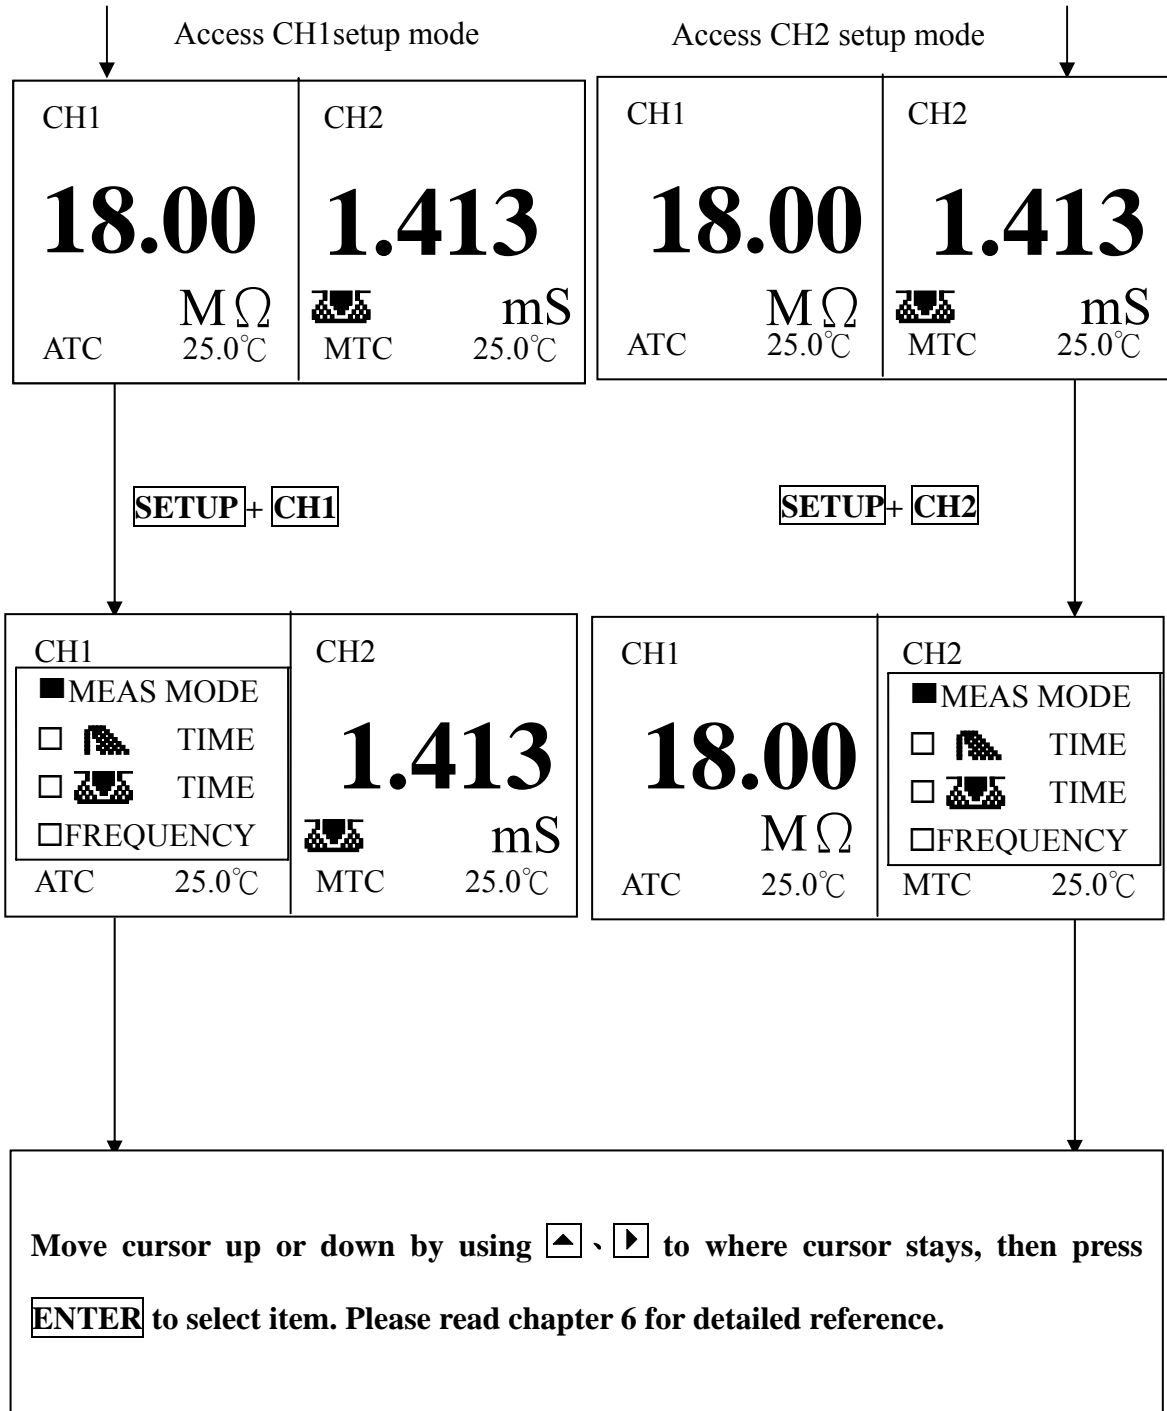 Access CH1setup mode
Access CH2 setup mode
CH1 CH2
18.00 1.413
MΩ mS
ATC 25.0℃ MTC 25.0℃
CH1 CH2
18.00 1.413
MΩ mS
ATC 25.0℃ MTC 25.0℃
SETUP + CH1
SETUP+ CH2
CH1 CH2
■MEAS MODE
□ TIME
□ TIME
□FREQUENCY
1.413
mS
ATC 25.0℃ MTC 25.0℃
CH1 CH2
18.00
MΩ
■MEAS MODE
□ TIME
□ TIME
□FREQUENCY
ATC 25.0℃ MTC 25.0℃
Move cursor up or down by using ▲、▶ to where cursor stays, then press
ENTER to select item. Please read chapter 6 for detailed reference.